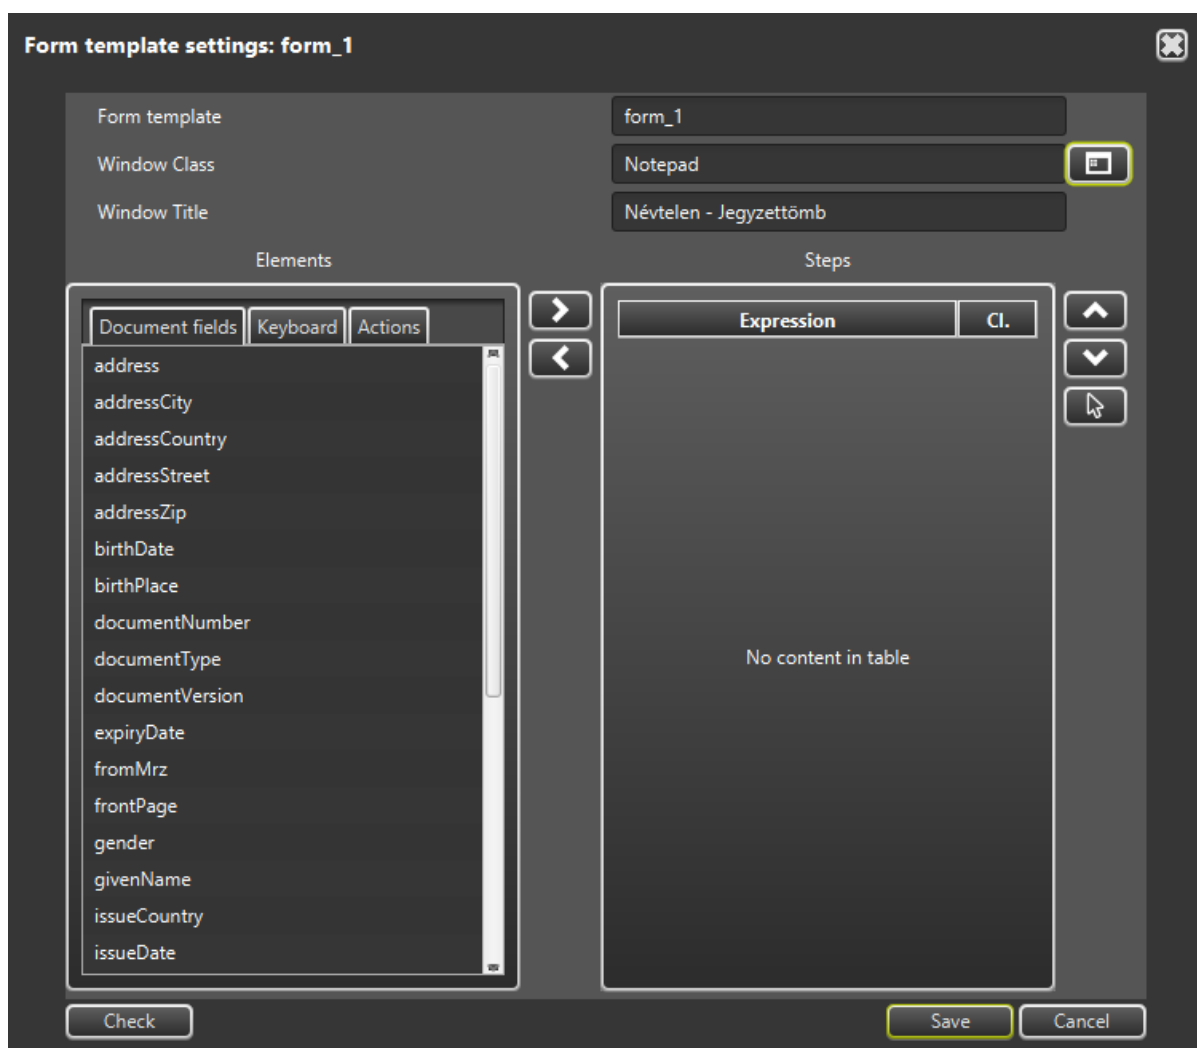 Form template settings: form_1
Form template form_1
Window Class Notepad
Window Title Névtelen - Jegyzettömb
Elements Steps
Document fields Keyboard Actions
Expression Cl.
address
addressCity
addressCountry
addressStreet
addressZip
birthDate
birthPlace
documentNumber
documentType
No content in table
documentVersion
expiryDate
fromMrz
frontPage
gender
givenName
issueCountry
issueDate
Check Save Cancel